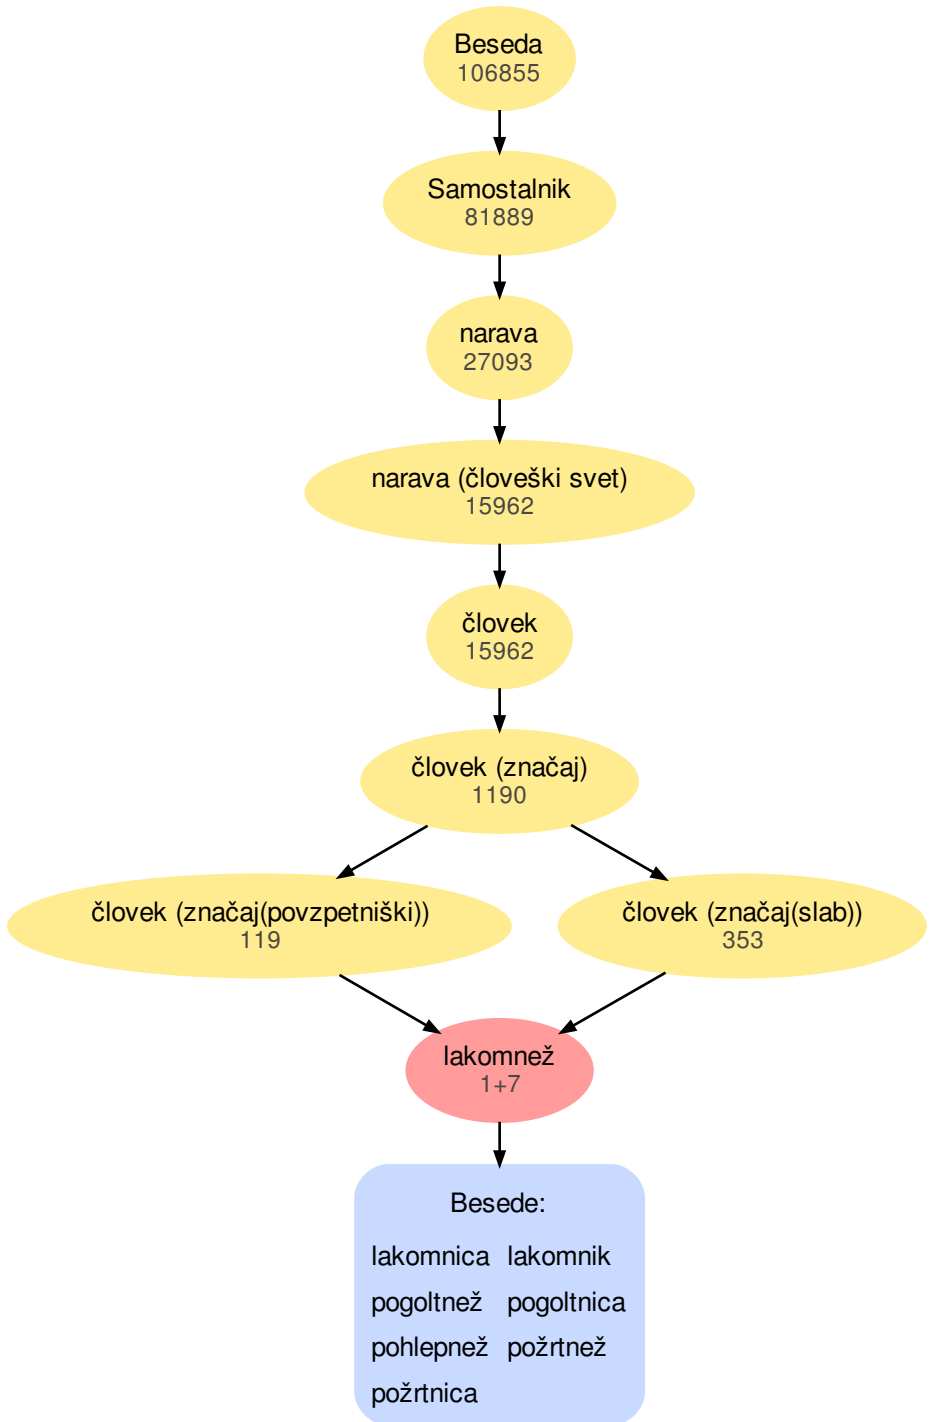 Beseda
106855
Samostalnik
81889
narava
27093
narava (človeški svet)
15962
človek
15962
človek (značaj)
1190
človek (značaj(povzpetniški))
119
človek (značaj(slab))
353
lakomnež
1+7
Besede:
lakomnica lakomnik
pogoltnež pogoltnica
pohlepnež požrtnež
požrtnica